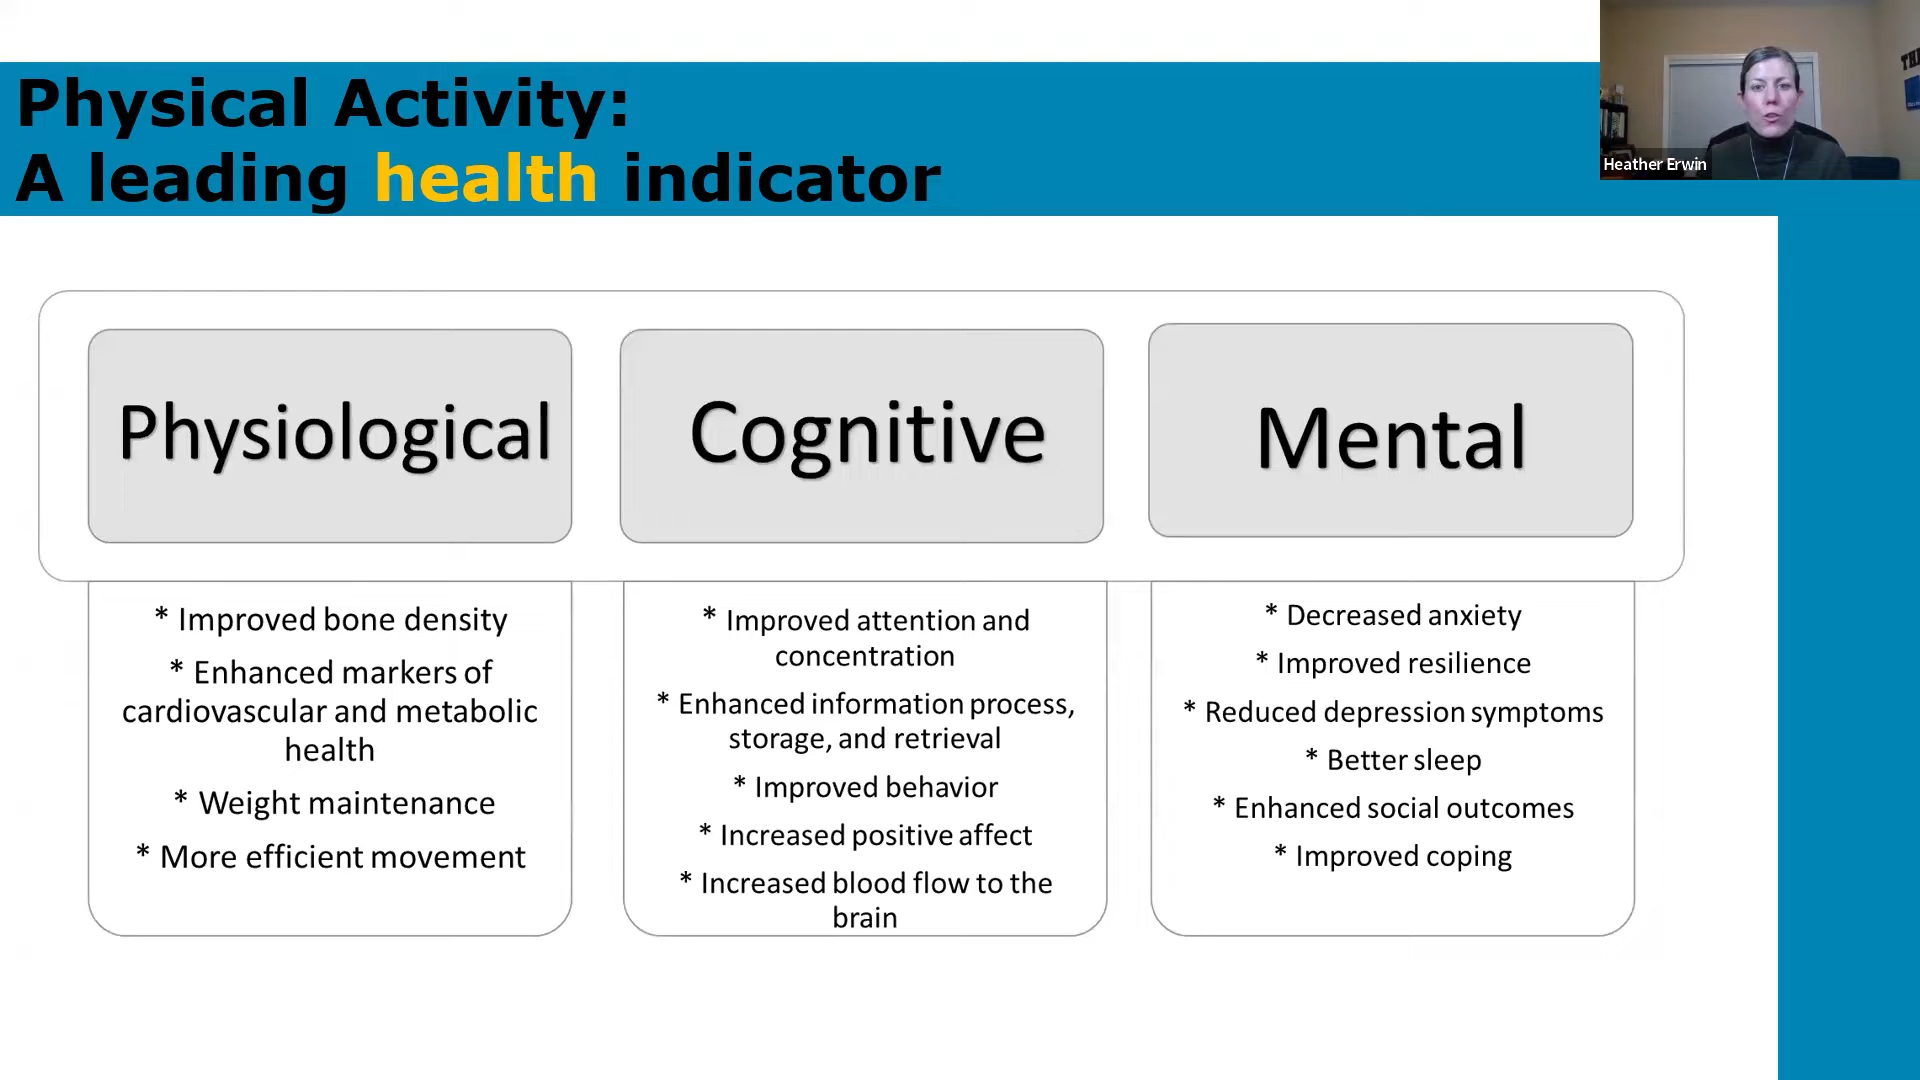 Physical Activity:
A leading health indicator
Heather Erwin
Physiological
Cognitive
Mental
* Improved bone density
* Enhanced markers of
cardiovascular and metabolic
health
* Weight maintenance
* More efficient movement
* Improved attention and
concentration
* Enhanced information process,
storage, and retrieval
* Improved behavior
* Increased positive affect
* Increased blood flow to the
brain
* Decreased anxiety
* Improved resilience
* Reduced depression symptoms
* Better sleep
* Enhanced social outcomes
* Improved coping